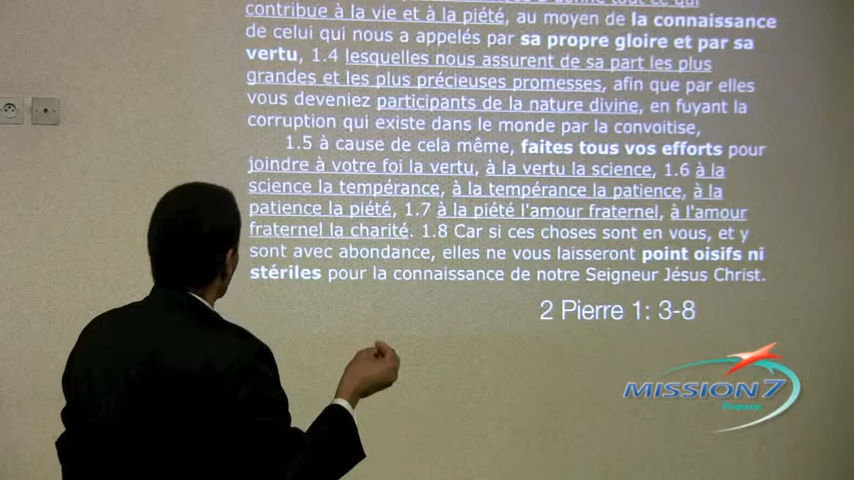 contribue à la vie et à la piété, au moyen de la connaissance
de celui qui nous a appelés par sa propre gloire et par sa
vertu, 1.4 lesquelles nous assurent de sa part les plus
grandes et les plus précieuses promesses, afin que par elles
vous deveniez participants de la nature divine, en fuyant la
corruption qui existe dans le monde par la convoitise,
1.5 à cause de cela même, faites tous vos efforts pour
joindre à votre foi la vertu, à la vertu la science, 1.6 à la
science la tempérance, à la tempérance la patience, à la
patience la piété, 1.7 à la piété l'amour fraternel, à l'amour
fraternel la charité. 1.8 Car si ces choses sont en vous, et y
sont avec abondance, elles ne vous laisseront point oisifs ni
stériles pour la connaissance de notre Seigneur Jésus Christ.
2 Pierre 1: 3-8
MISSION 7
France